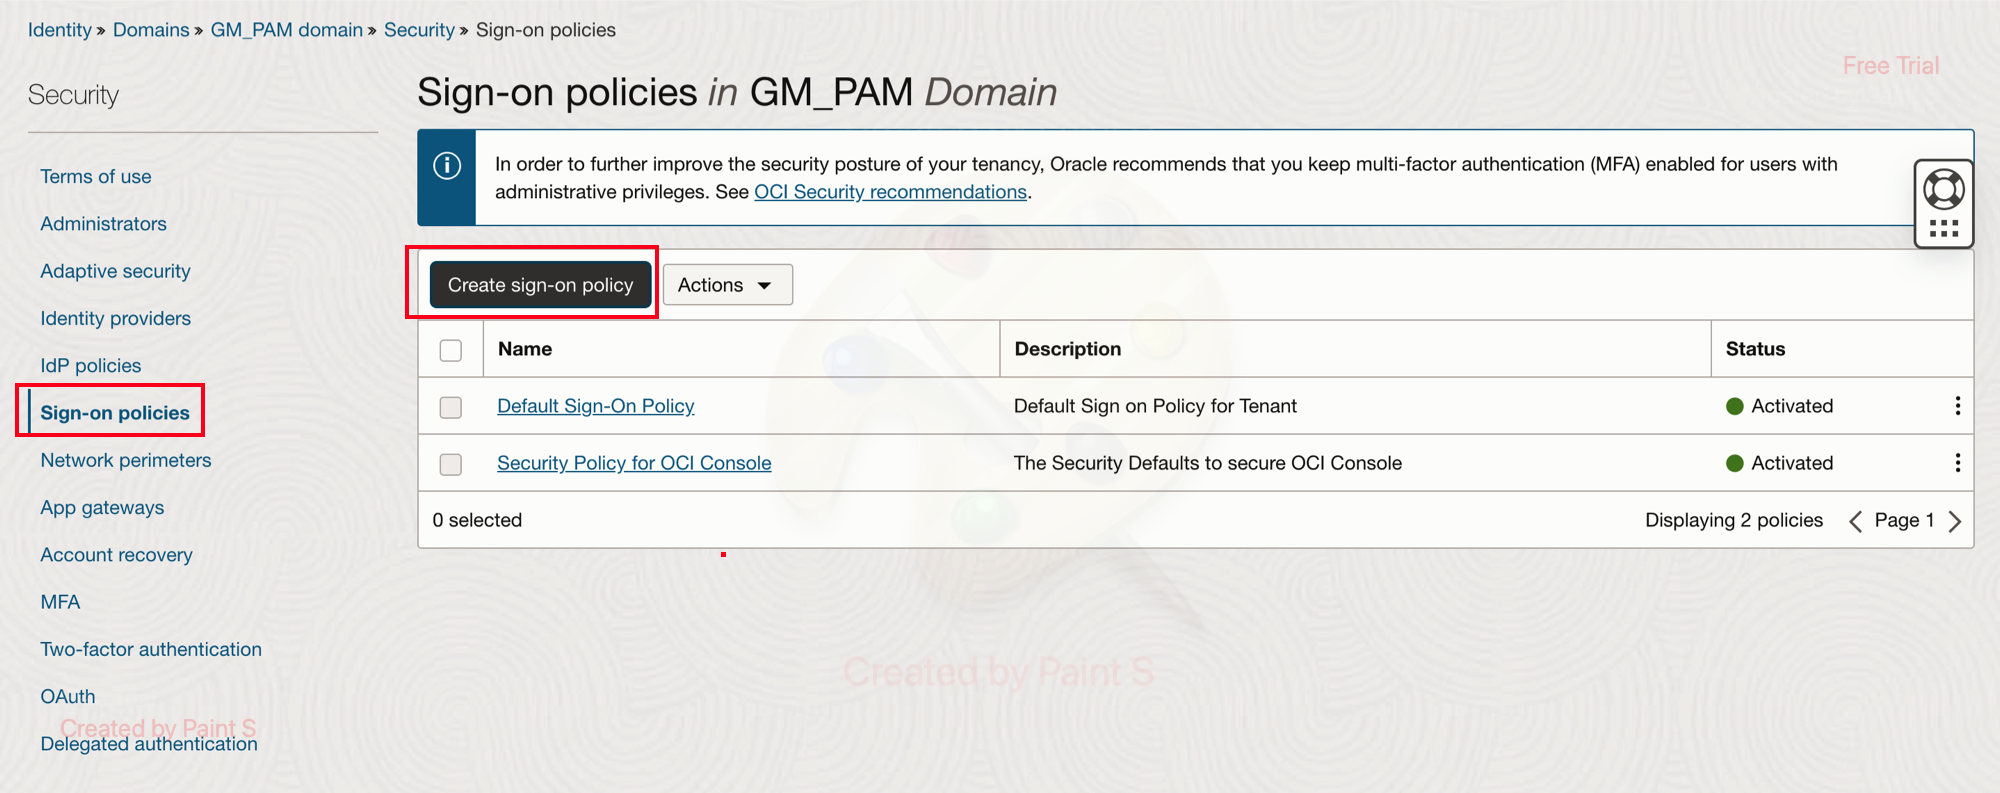 Identity » Domains » GM_PAM domain » Security » Sign-on policies
Free Trial
Security
Terms of use
Administrators
Adaptive security
Identity providers
IdP policies
Sign-on policies
Network perimeters
App gateways
Account recovery
MFA
Two-factor authentication
OAuth
Created by Paint S
Delegated authentication
Sign-on policies in GM_PAM Domain
In order to further improve the security posture of your tenancy, Oracle recommends that you keep multi-factor authentication (MFA) enabled for users with
administrative privileges. See OCI Security recommendations.
Create sign-on policy Actions
Name Description Status
Default Sign-On Policy Default Sign on Policy for Tenant Activated
Security Policy for OCI Console The Security Defaults to secure OCI Console Activated
0 selected Displaying 2 policies Page 1
Created by Paint S